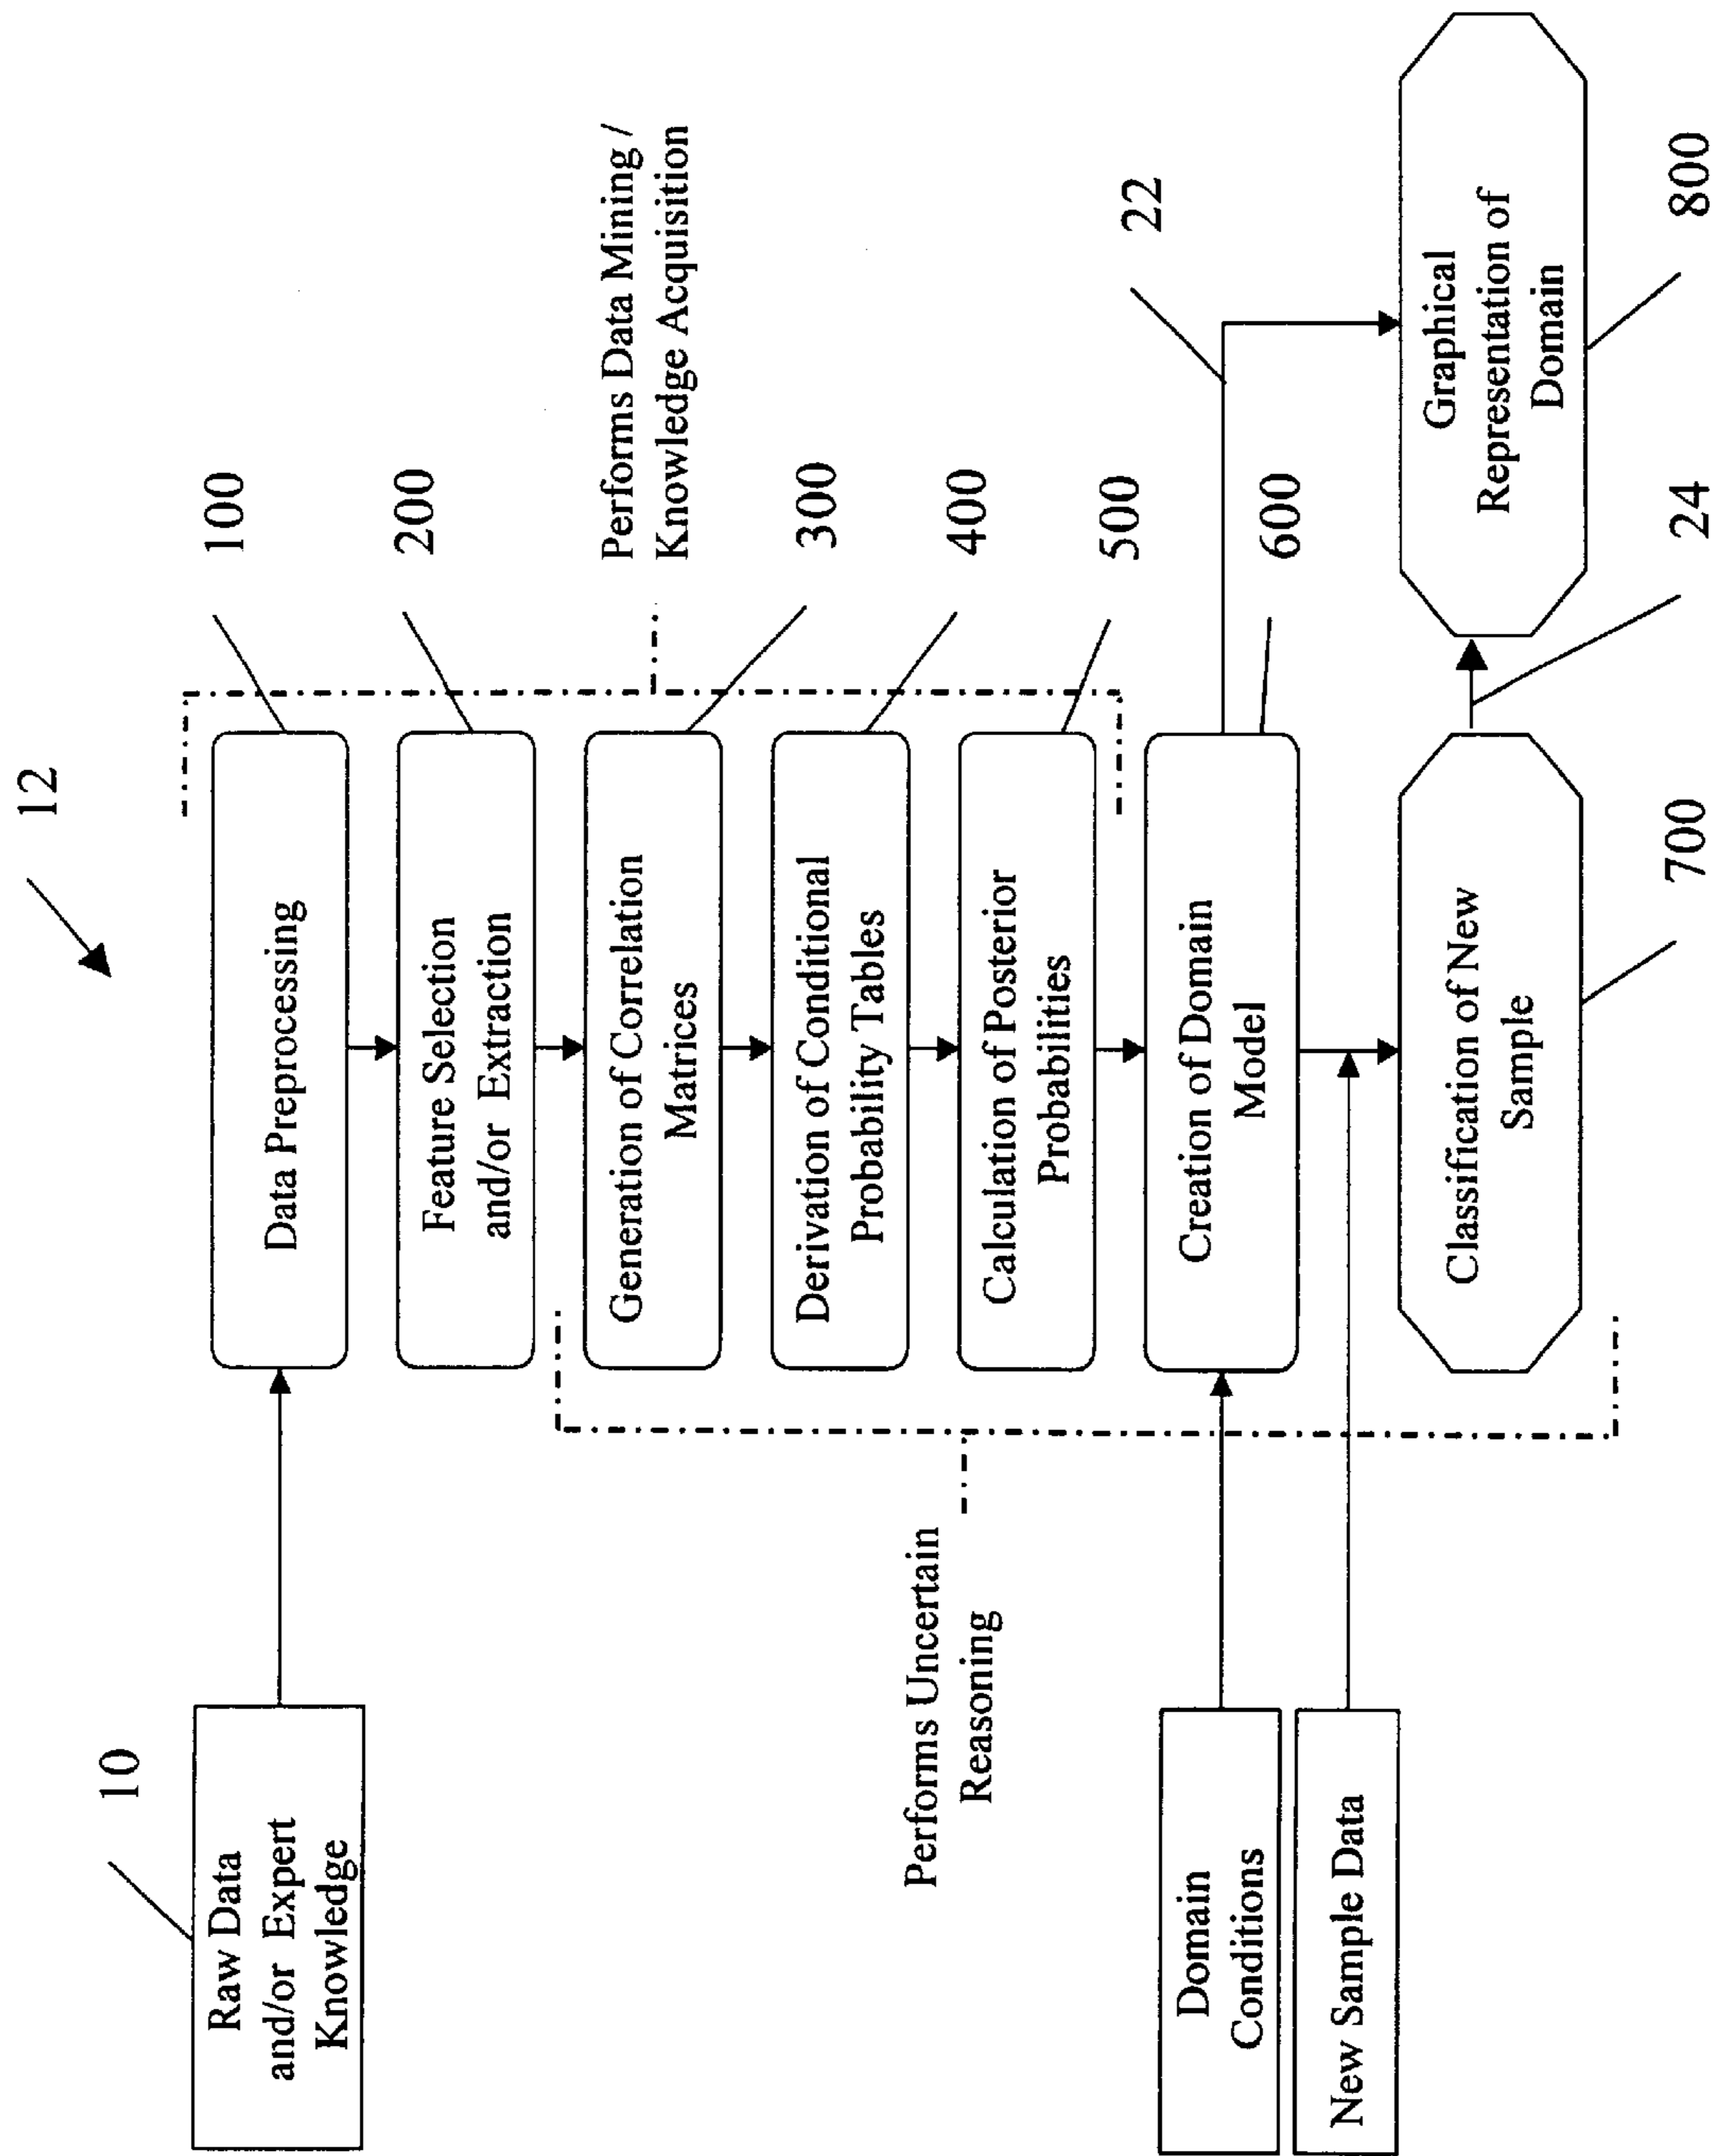 12
10
Raw Data
and/or Expert
Knowledge
Data Preprocessing
100
Feature Selection
and/or Extraction
200
Performs Data Mining /
Knowledge Acquisition
Generation of Correlation
Matrices
300
Derivation of Conditional
Probability Tables
400
Performs Uncertain
Reasoning
Calculation of Posterior
Probabilities
500
Domain
Conditions
Creation of Domain
Model
600
22
New Sample Data
Classification of New
Sample
700
24
Graphical
Representation of
Domain
800